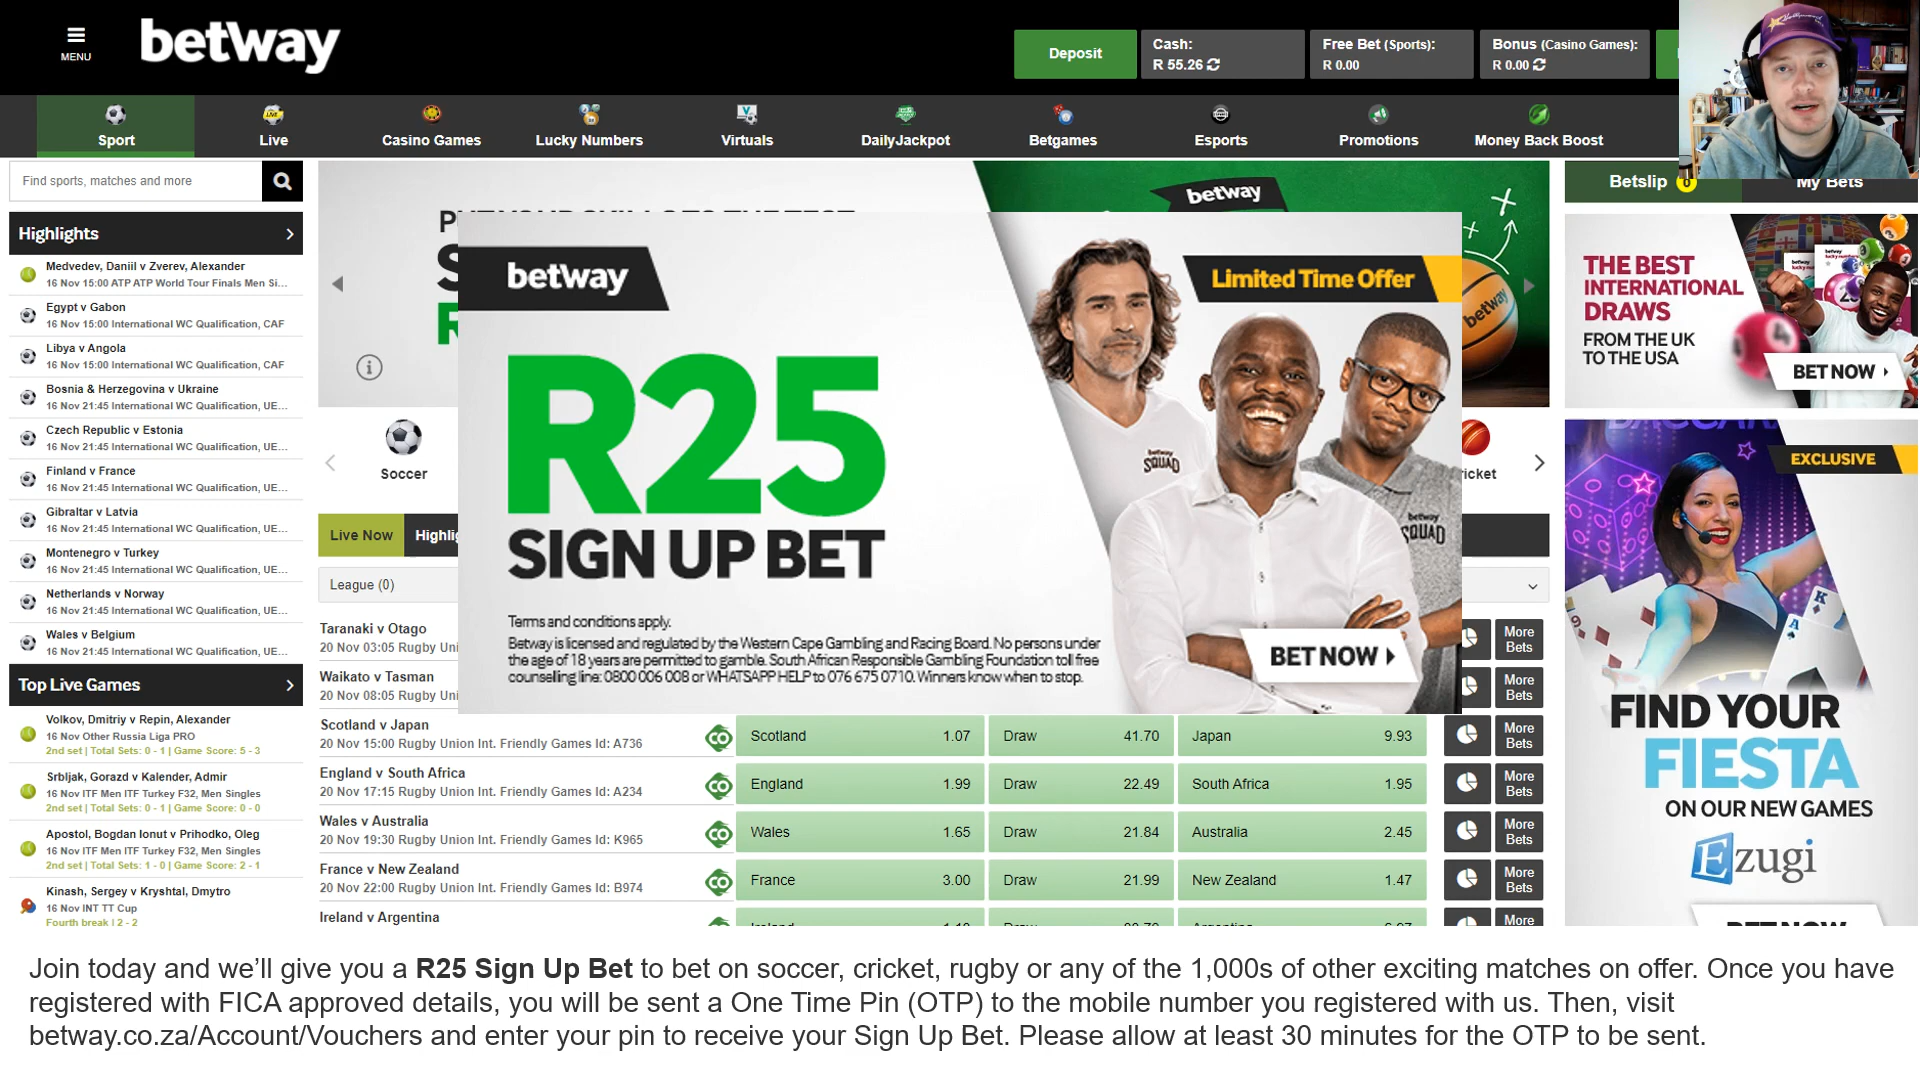 MENU
betway
Deposit
Cash:
R 55.26
Free Bet (Sports):
R 0.00
Bonus (Casino Games):
R 0.00
Sport
Live
Casino Games
Lucky Numbers
Virtuals
DailyJackpot
Betgames
Esports
Promotions
Money Back Boost
Find sports, matches and more
Betslip 0
My Bets
Highlights
Medvedev, Daniil v Zverev, Alexander
16 Nov 15:00 ATP ATP World Tour Finals Men Si...
Egypt v Gabon
16 Nov 15:00 International WC Qualification, CAF
Libya v Angola
16 Nov 15:00 International WC Qualification, CAF
Bosnia & Herzegovina v Ukraine
16 Nov 21:45 International WC Qualification, UE...
Czech Republic v Estonia
16 Nov 21:45 International WC Qualification, UE...
Finland v France
16 Nov 21:45 International WC Qualification, UE...
Gibraltar v Latvia
16 Nov 21:45 International WC Qualification, UE...
Montenegro v Turkey
16 Nov 21:45 International WC Qualification, UE...
Netherlands v Norway
16 Nov 21:45 International WC Qualification, UE...
Wales v Belgium
16 Nov 21:45 International WC Qualification, UE...
Top Live Games
Volkov, Dmitriy v Repin, Alexander
16 Nov Other Russia Liga PRO
2nd set | Total Sets: 0 - 1 | Game Score: 5 - 3
Srbljak, Gorazd v Kalender, Admir
16 Nov ITF Men ITF Turkey F32, Men Singles
2nd set | Total Sets: 0 - 1 | Game Score: 0 - 0
Apostol, Bogdan Ionut v Prihodko, Oleg
16 Nov ITF Men ITF Turkey F32, Men Singles
2nd set | Total Sets: 1 - 0 | Game Score: 2 - 1
Kinash, Sergey v Kryshtal, Dmytro
16 Nov INT TT Cup
Fourth break | 2 - 2
betway
betway
betway
Limited Time Offer
R25
SIGN UP BET
betway
SQUAD
betway
SQUAD
Terms and conditions apply.
Betway is licensed and regulated by the Western Cape Gambling and Racing Board. No persons under
the age of 18 years are permitted to gamble. South African Responsible Gambling Foundation toll free
counselling line: 0800 006 008 or WHATSAPP HELP to 076 675 0710. Winners know when to stop.
BET NOW
Soccer
ricket
Live Now
Highlig
League (0)
Taranaki v Otago
20 Nov 03:05 Rugby Uni
More
Bets
Waikato v Tasman
20 Nov 08:05 Rugby Uni
More
Bets
Scotland v Japan
20 Nov 15:00 Rugby Union Int. Friendly Games Id: A736
Scotland 1.07
Draw 41.70
Japan 9.93
More
Bets
England v South Africa
20 Nov 17:15 Rugby Union Int. Friendly Games Id: A234
England 1.99
Draw 22.49
South Africa 1.95
More
Bets
Wales v Australia
20 Nov 19:30 Rugby Union Int. Friendly Games Id: K965
Wales 1.65
Draw 21.84
Australia 2.45
More
Bets
France v New Zealand
20 Nov 22:00 Rugby Union Int. Friendly Games Id: B974
France 3.00
Draw 21.99
New Zealand 1.47
More
Bets
Ireland v Argentina
More
THE BEST
INTERNATIONAL
DRAWS
FROM THE UK
TO THE USA
BET NOW
EXCLUSIVE
FIND YOUR
FIESTA
ON OUR NEW GAMES
Ezugi
BET NOW
Join today and we’ll give you a R25 Sign Up Bet to bet on soccer, cricket, rugby or any of the 1,000s of other exciting matches on offer. Once you have
registered with FICA approved details, you will be sent a One Time Pin (OTP) to the mobile number you registered with us. Then, visit
betway.co.za/Account/Vouchers and enter your pin to receive your Sign Up Bet. Please allow at least 30 minutes for the OTP to be sent.